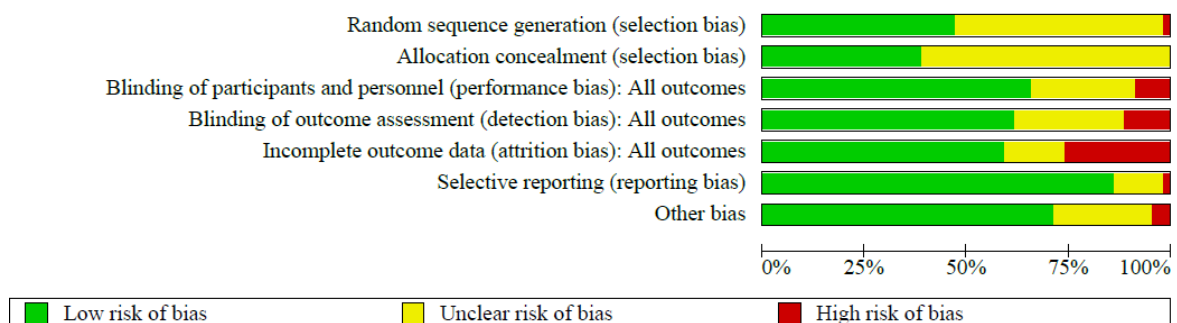 Random sequence generation (selection bias)
Allocation concealment (selection bias)
Blinding of participants and personnel (performance bias): All outcomes
Blinding of outcome assessment (detection bias): All outcomes
Incomplete outcome data (attrition bias): All outcomes
Selective reporting (reporting bias)
Other bias
0% 25% 50% 75% 100%
Low risk of bias Unclear risk of bias High risk of bias